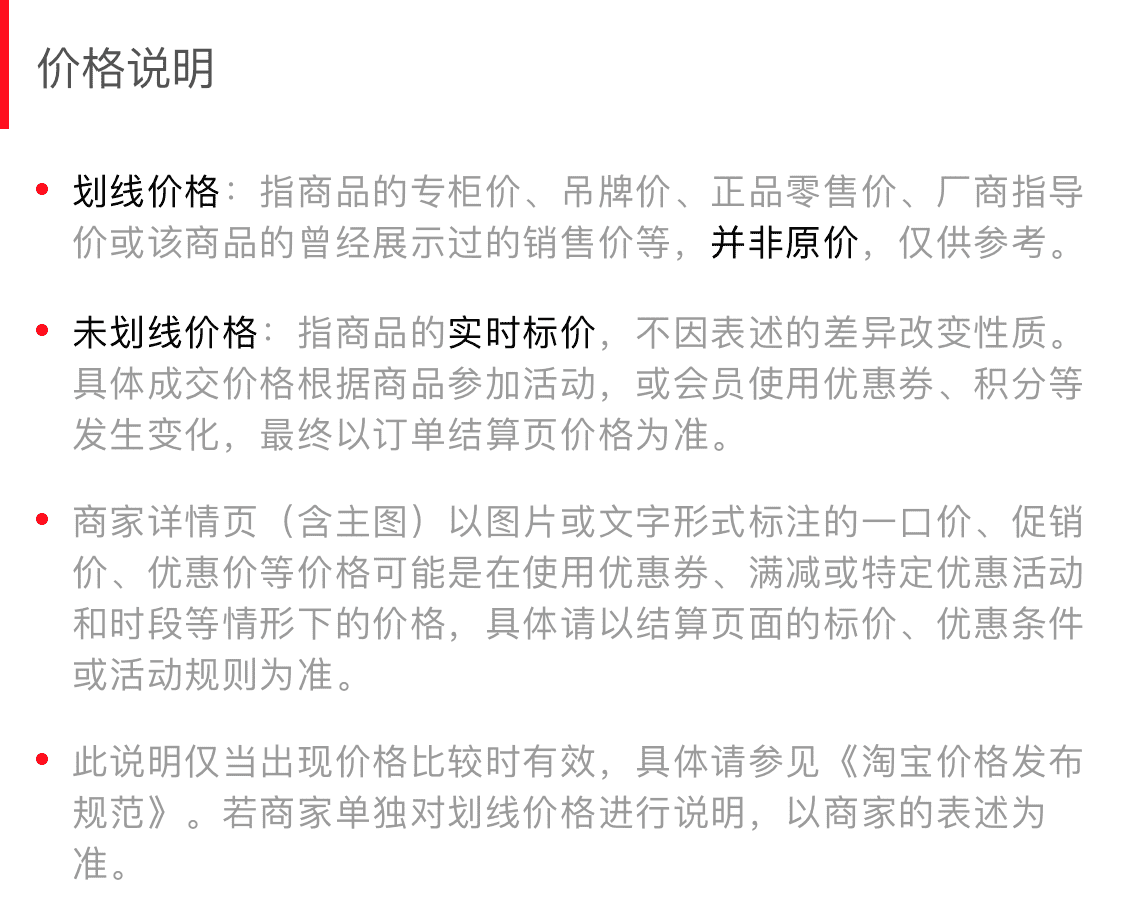 价格说明
划线价格：指商品的专柜价、吊牌价、正品零售价、厂商指导
价或该商品的曾经展示过的销售价等，并非原价，仅供参考。
未划线价格：指商品的实时标价，不因表述的差异改变性质。
具体成交价格根据商品参加活动，或会员使用优惠券、积分等
发生变化，最终以订单结算页价格为准。
商家详情页（含主图）以图片或文字形式标注的一口价、促销
价、优惠价等价格可能是在使用优惠券、满减或特定优惠活动
和时段等情形下的价格，具体请以结算页面的标价、优惠条件
或活动规则为准。
此说明仅当出现价格比较时有效，具体请参见《淘宝价格发布
规范》。若商家单独对划线价格进行说明，以商家的表述为
准。